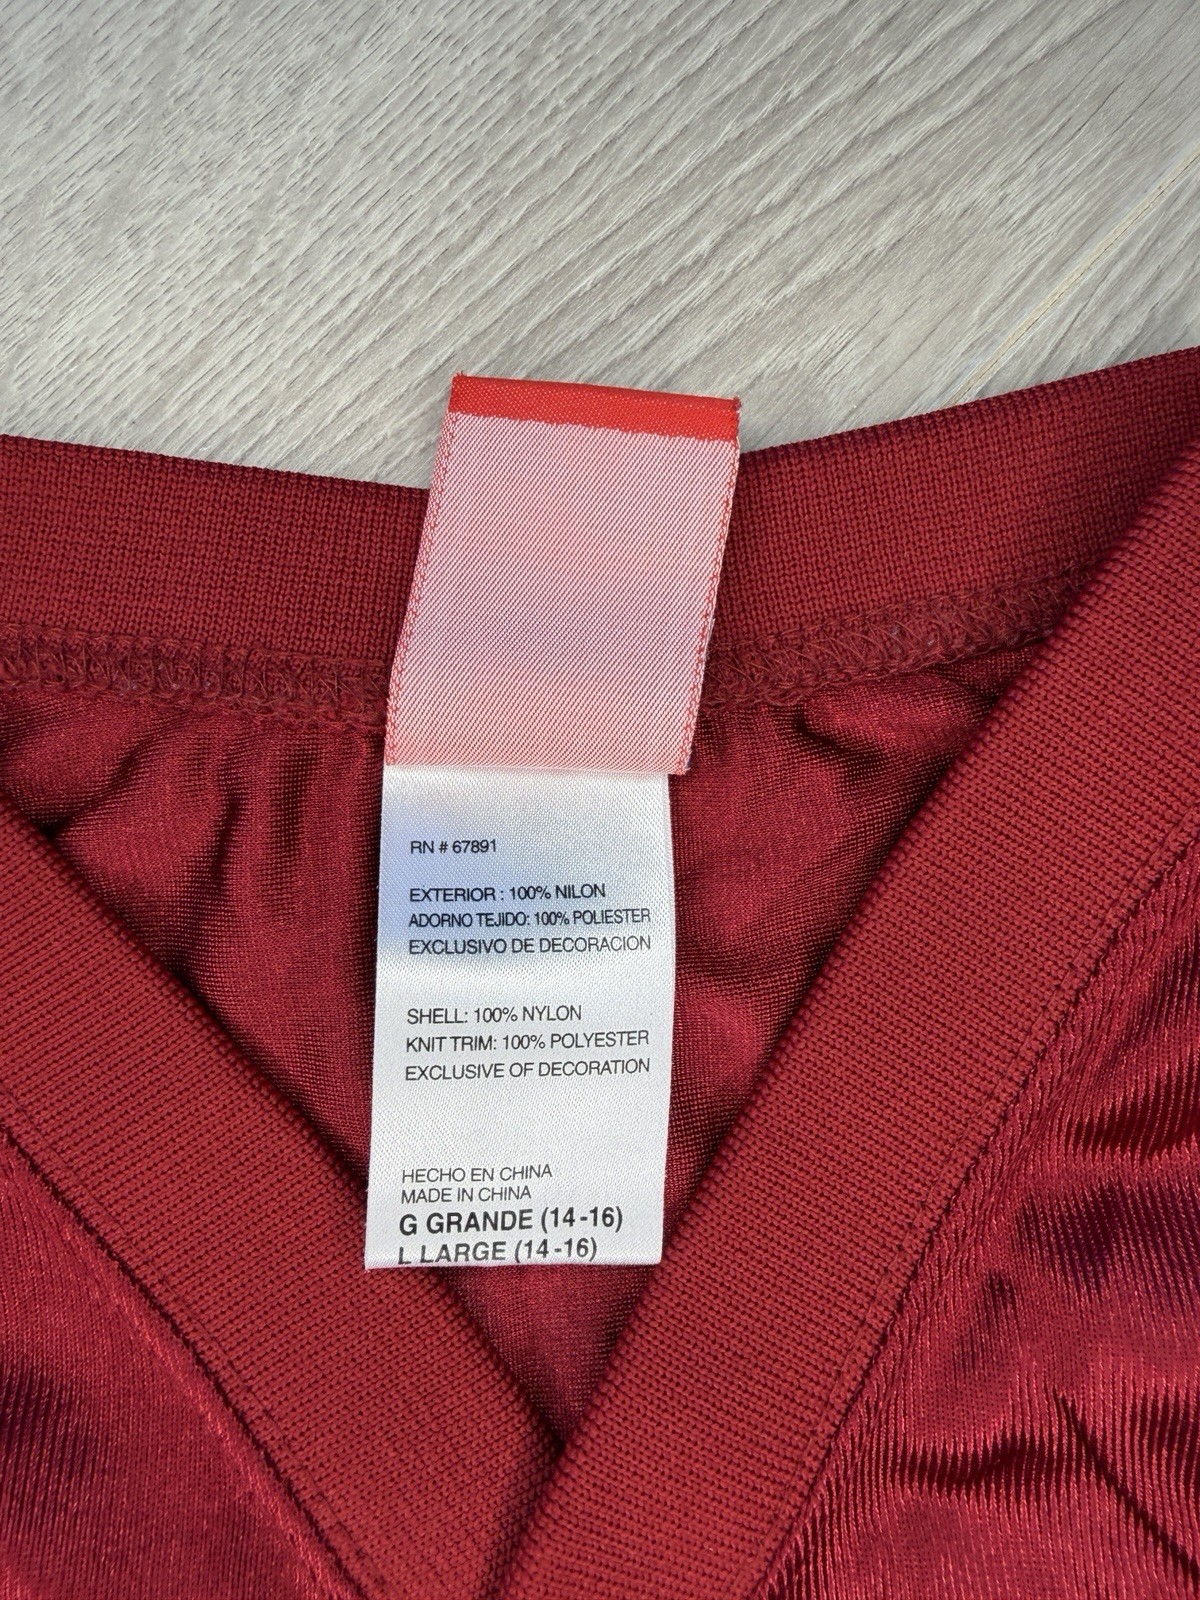 RN # 67891
EXTERIOR : 100% NILON
ADORNO TEJIDO: 100% POLIESTER
EXCLUSIVO DE DECORACION
SHELL: 100% NYLON
KNIT TRIM: 100% POLYESTER
EXCLUSIVE OF DECORATION
HECHO EN CHINA
MADE IN CHINA
G GRANDE (14-16)
L LARGE (14-16)